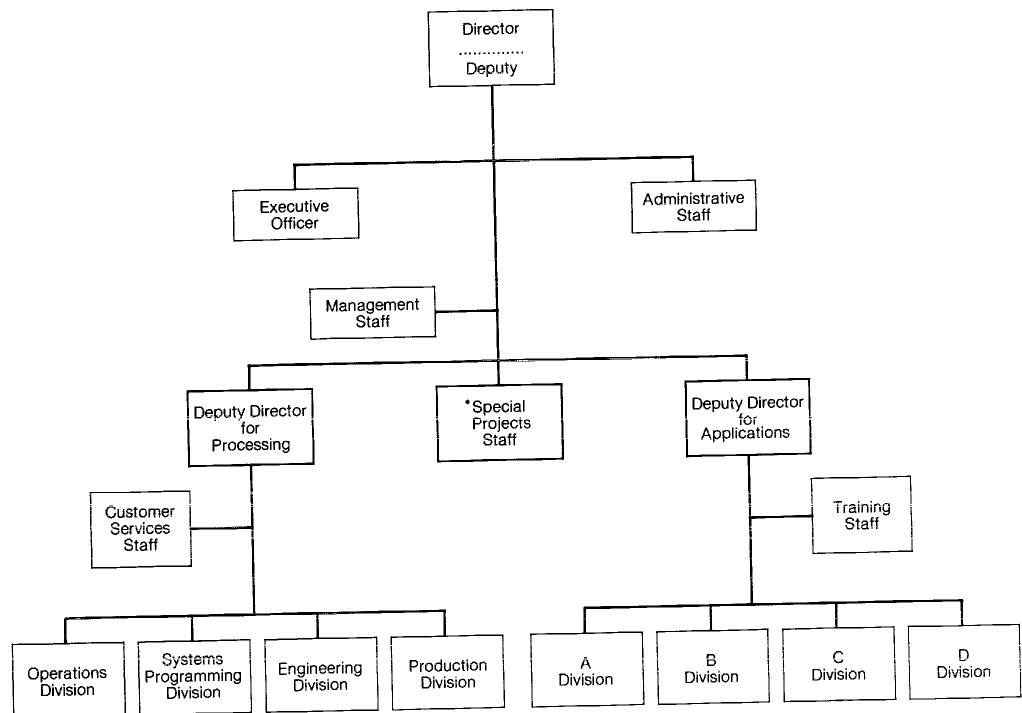 Director
Deputy
Executive
Officer
Administrative
Staff
Management
Staff
Deputy Director
for
Processing
*Special
Projects
Staff
Deputy Director
for
Applications
Customer
Services
Staff
Training
Staff
Operations
Division
Systems
Programming
Division
Engineering
Division
Production
Division
A
Division
B
Division
C
Division
D
Division